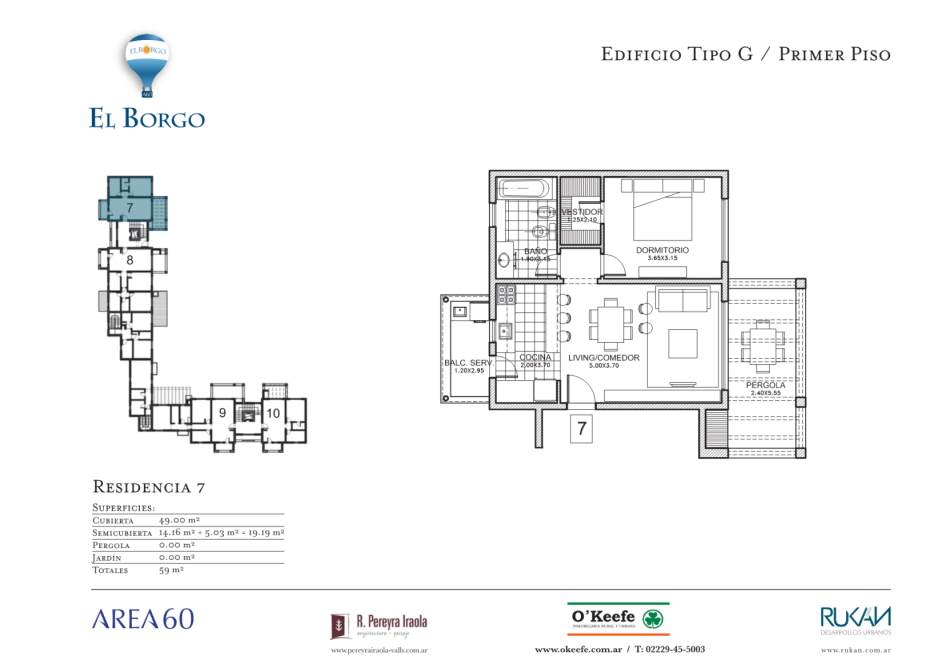 EL BORGO
EL BORGO
EDIFICIO TIPO G / PRIMER PISO
7
8
9
10
VESTIDOR
1.25X2.10
BAÑO
1.90X3.15
DORMITORIO
3.65X3.15
BALC. SERV.
1.20X2.95
COCINA
2.00X3.70
LIVING/COMEDOR
5.00X3.70
PERGOLA
2.40X5.55
7
RESIDENCIA 7
SUPERFICIES:
CUBIERTA 49.00 m²
SEMICUBIERTA 14.16 m² + 5.03 m² = 19.19 m²
PERGOLA 0.00 m²
JARDÍN 0.00 m²
TOTALES 59 m²
AREA60
R. Pereyra Iraola
arquitectura - paisaje
www.pereyrairaola-valls.com.ar
O'Keefe
INMOBILIARIA RURAL Y URBANA
www.okeefe.com.ar / T: 02229-45-5003
RUKAN
DESARROLLOS URBANOS
www.rukan.com.ar